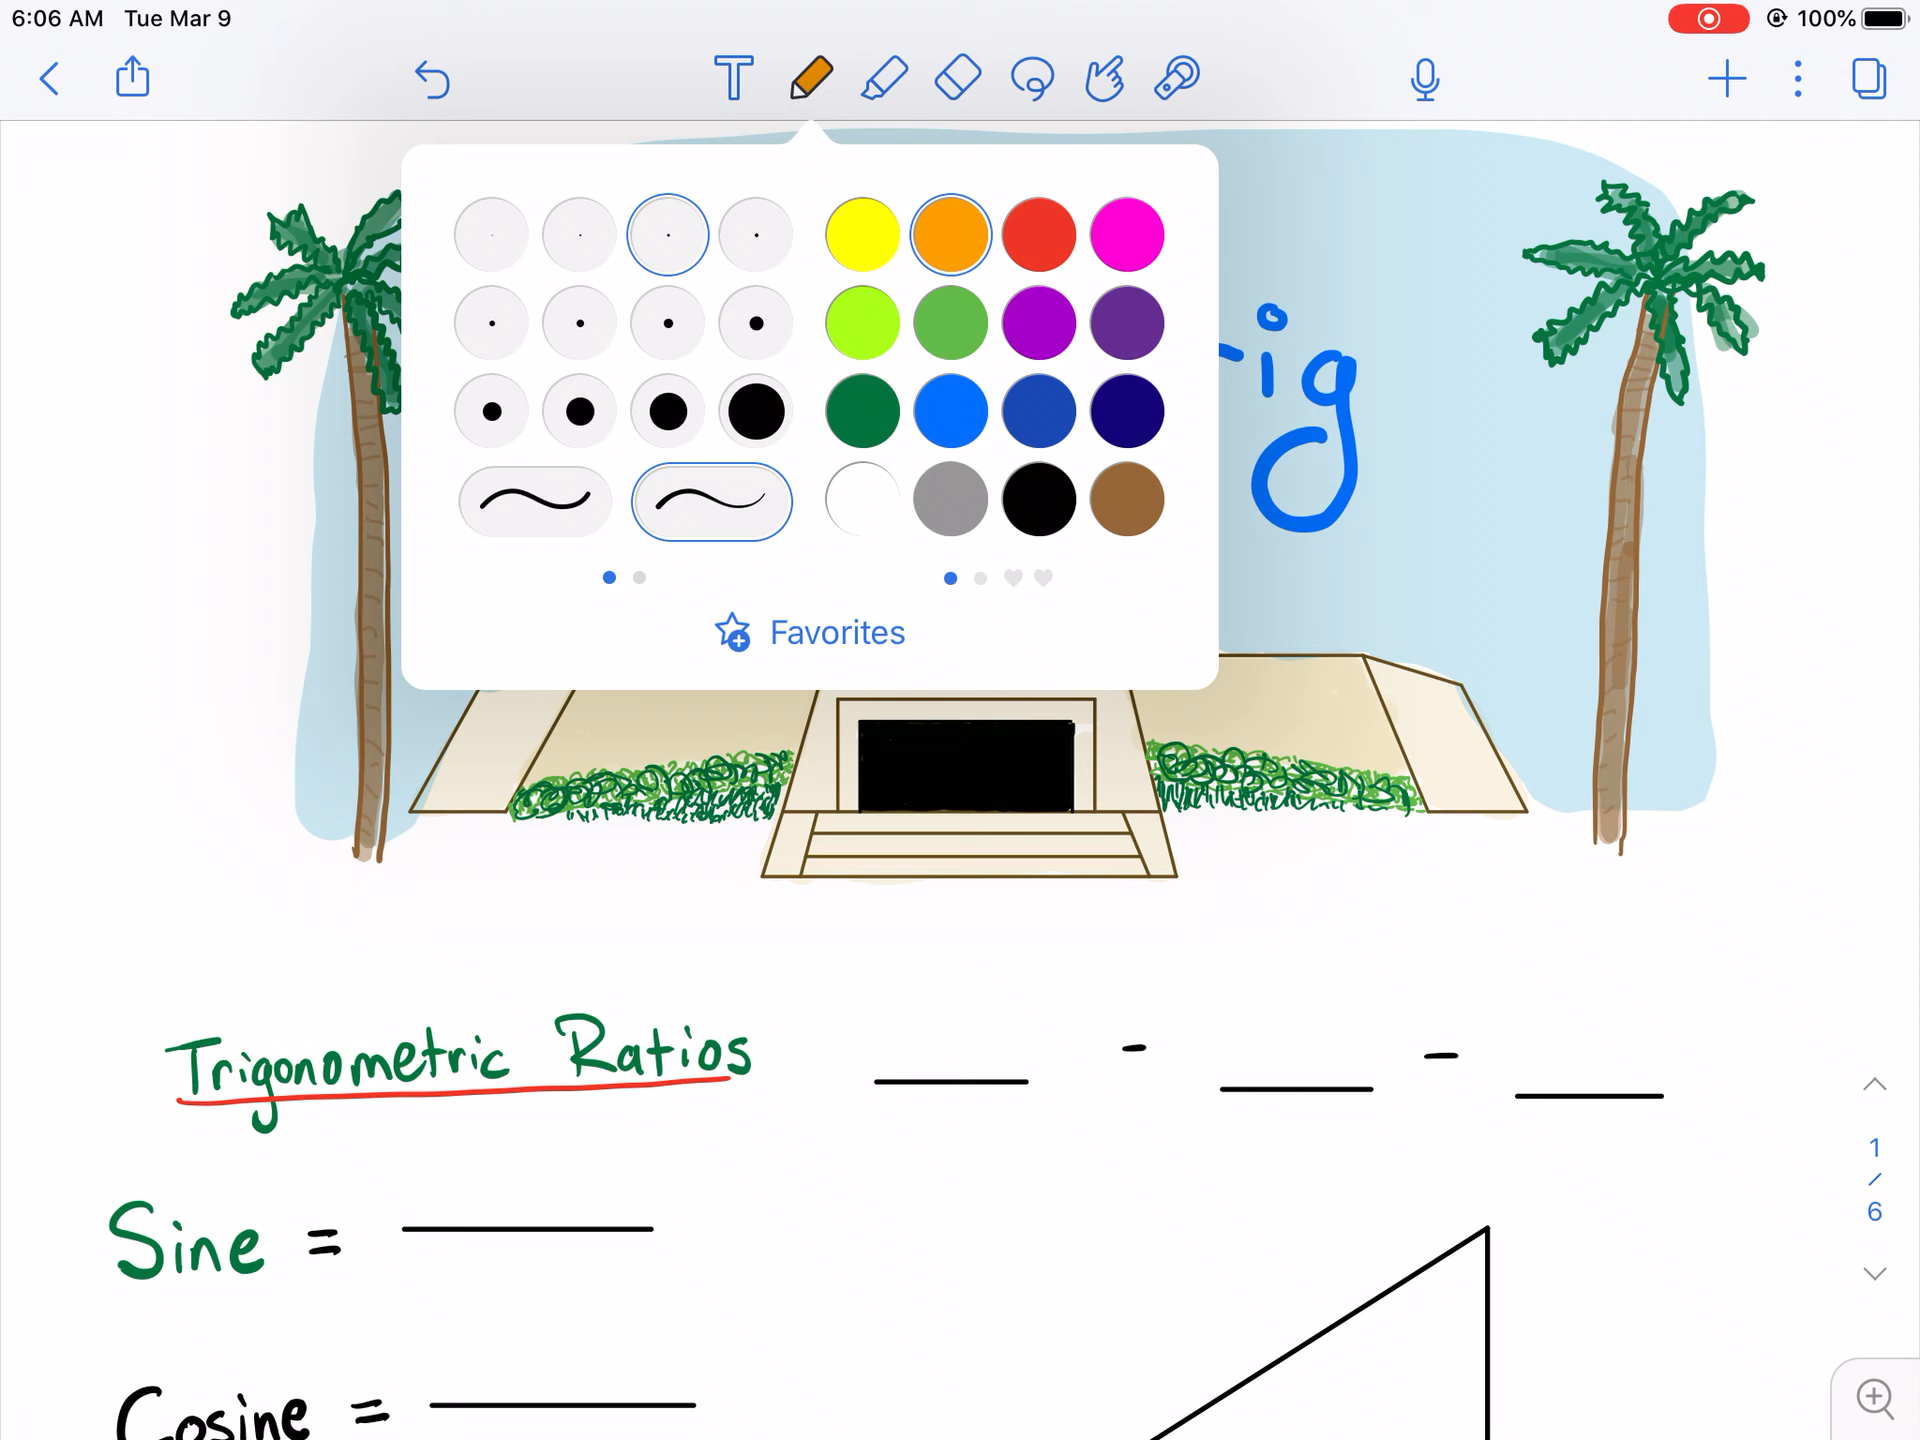 6:06 AM Tue Mar 9
100%
T
Favorites
ig
Trigonometric Ratios
- -
Sine =
Cosine =
1
/
6